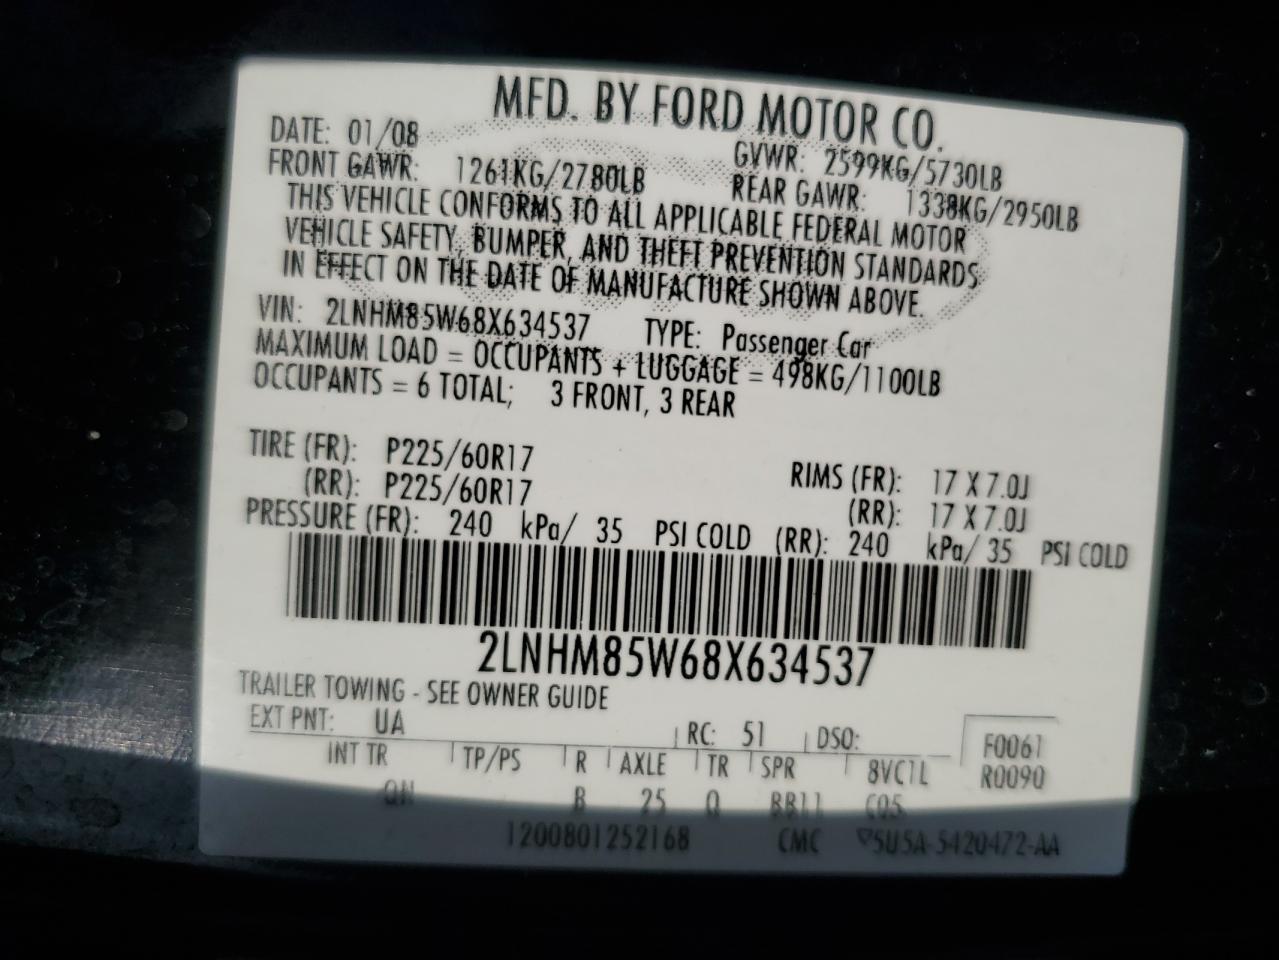 MFD. BY FORD MOTOR CO.
DATE: 01/08 GVWR: 2599KG/5730LB
FRONT GAWR: 1261KG/2780LB REAR GAWR: 1338KG/2950LB
THIS VEHICLE CONFORMS TO ALL APPLICABLE FEDERAL MOTOR
VEHICLE SAFETY, BUMPER, AND THEFT PREVENTION STANDARDS
IN EFFECT ON THE DATE OF MANUFACTURE SHOWN ABOVE.
VIN: 2LNHM85W68X634537 TYPE: Passenger Car
MAXIMUM LOAD = OCCUPANTS + LUGGAGE = 498KG/1100LB
OCCUPANTS = 6 TOTAL; 3 FRONT, 3 REAR
TIRE (FR): P225/60R17 RIMS (FR): 17 X 7.0J
(RR): P225/60R17 (RR): 17 X 7.0J
PRESSURE (FR): 240 kPa/ 35 PSI COLD (RR): 240 kPa/ 35 PSI COLD
2LNHM85W68X634537
TRAILER TOWING - SEE OWNER GUIDE
EXT PNT: UA RC: 51 DSO: F0061
INT TR TP/PS R AXLE TR SPR 8VC1L R0090
QN B 25 Q BB11 C05
1200801252168 CMC 5U5A-5420472-AA